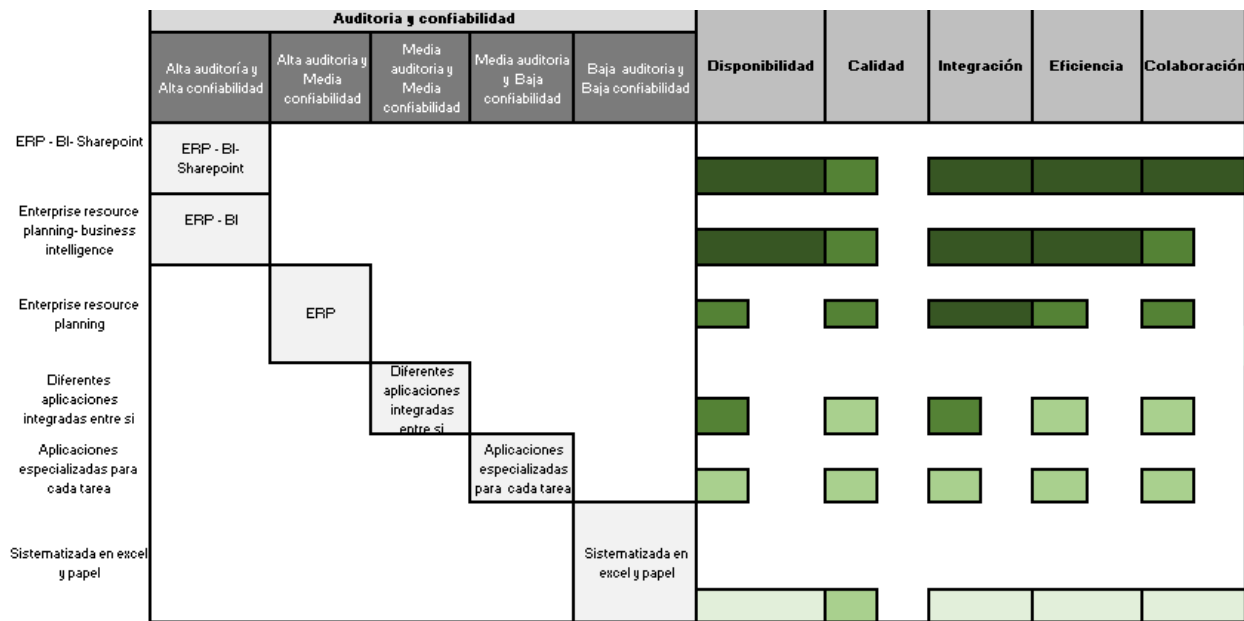 Auditoria y confiabilidad
Alta auditoría y
Alta confiabilidad
Alta auditoria y
Media
confiabilidad
Media
auditoria y
Media
confiabilidad
Media auditoria
y Baja
confiabilidad
Baja auditoria y
Baja confiabilidad
Disponibilidad
Calidad
Integración
Eficiencia
Colaboración
ERP - BI- Sharepoint
ERP - BI-
Sharepoint
Enterprise resource
planning- business
intelligence
ERP - BI
Enterprise resource
planning
ERP
Diferentes
aplicaciones
integradas entre si
Diferentes
aplicaciones
integradas
entre si
Aplicaciones
especializadas para
cada tarea
Aplicaciones
especializadas
para cada tarea
Sistematizada en excel
y papel
Sistematizada en
excel y papel